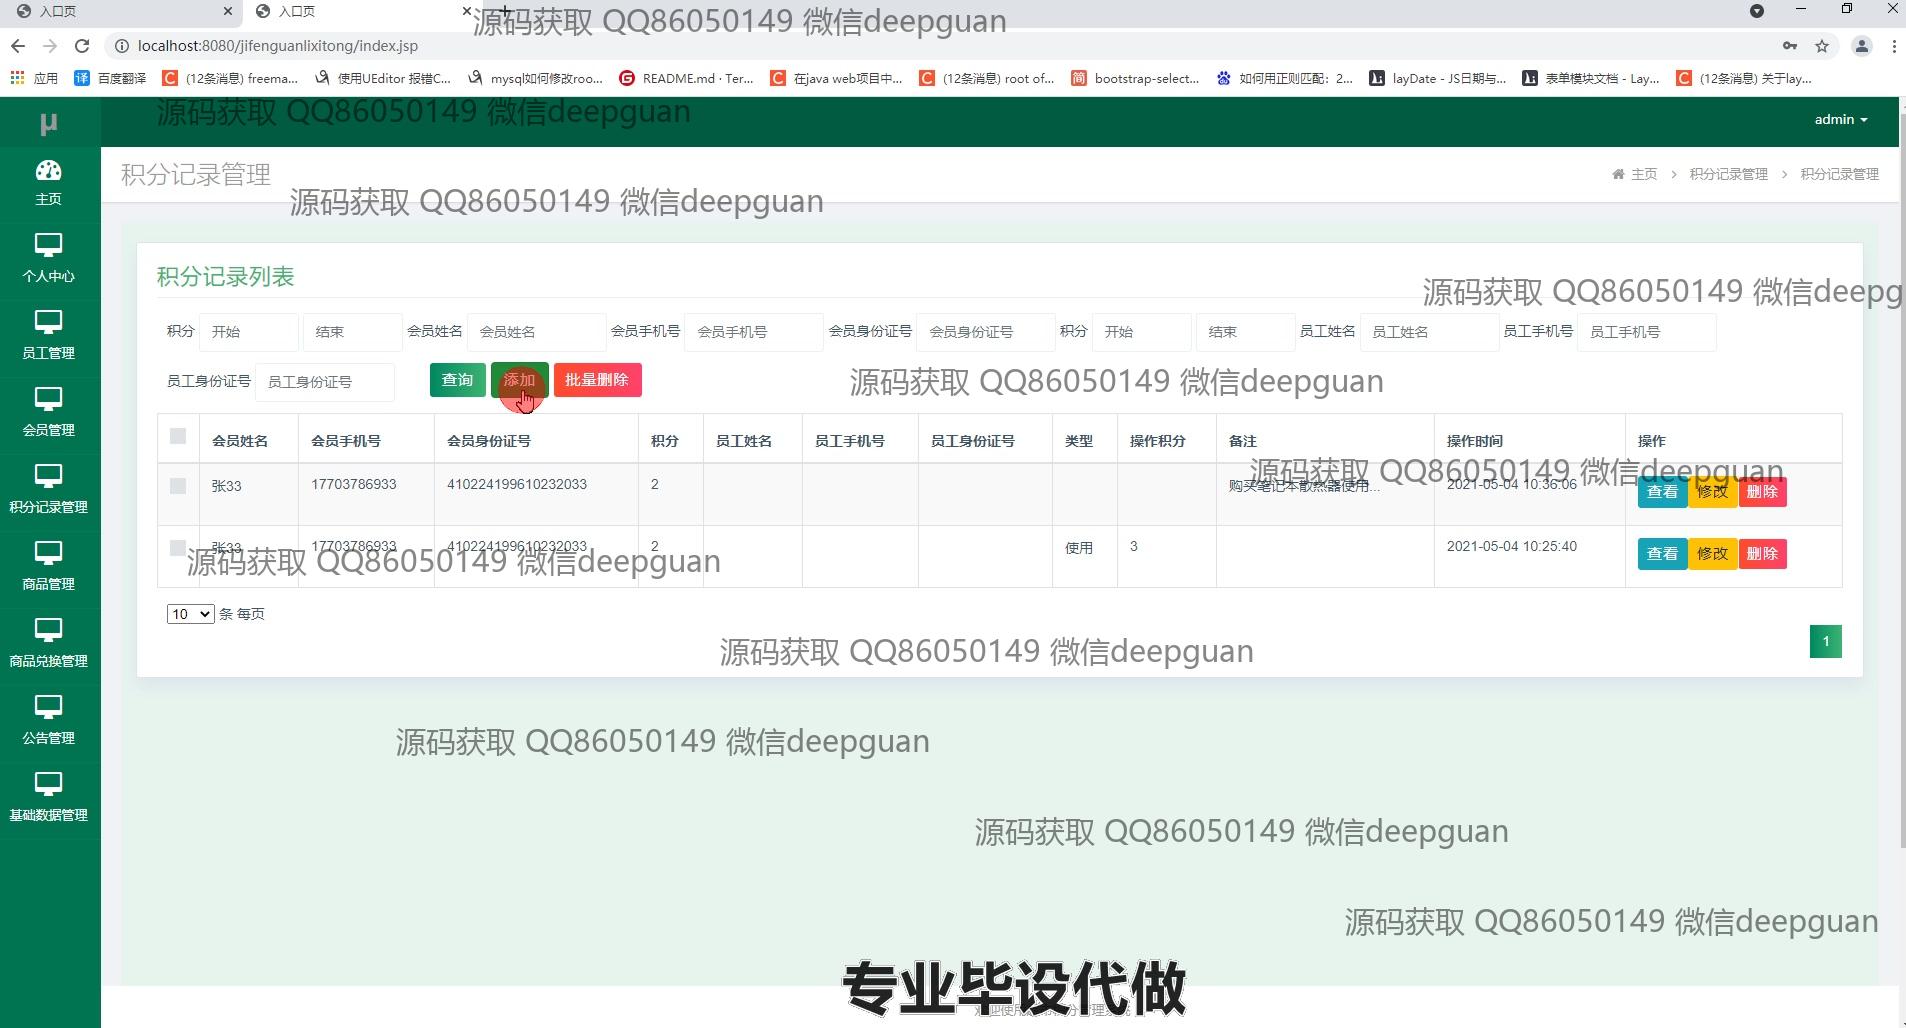 入口页
入口页
源码获取 QQ86050149 微信deepguan
localhost:8080/jifenguanlixitong/index.jsp
应用 百度翻译 (12条消息) freema... 使用UEditor 报错C... mysql如何修改roo... README.md · Ter... 在java web项目中... (12条消息) root of... bootstrap-select... 如何用正则匹配：2... layDate - JS日期与... 表单模块文档 - Lay... (12条消息) 关于lay...
源码获取 QQ86050149 微信deepguan
μ
admin
主页
个人中心
员工管理
会员管理
积分记录管理
商品管理
商品兑换管理
公告管理
基础数据管理
积分记录管理
主页 > 积分记录管理 > 积分记录管理
源码获取 QQ86050149 微信deepguan
积分记录列表
源码获取 QQ86050149 微信deepg
积分 开始 结束 会员姓名 会员姓名 会员手机号 会员手机号 会员身份证号 会员身份证号 积分 开始 结束 员工姓名 员工姓名 员工手机号 员工手机号
员工身份证号 员工身份证号 查询 添加 批量删除
源码获取 QQ86050149 微信deepguan
会员姓名 会员手机号 会员身份证号 积分 员工姓名 员工手机号 员工身份证号 类型 操作积分 备注 操作时间 操作
源码获取 QQ86050149 微信deepguan
张33 17703786933 410224199610232033 2 购买笔记本散热器使用... 2021-05-04 10:36:06 查看 修改 删除
张33 17703786933 410224199610232033 2 使用 3 2021-05-04 10:25:40 查看 修改 删除
源码获取 QQ86050149 微信deepguan
10 条 每页
1
源码获取 QQ86050149 微信deepguan
源码获取 QQ86050149 微信deepguan
源码获取 QQ86050149 微信deepguan
源码获取 QQ86050149 微信deepguan
专业毕设代做